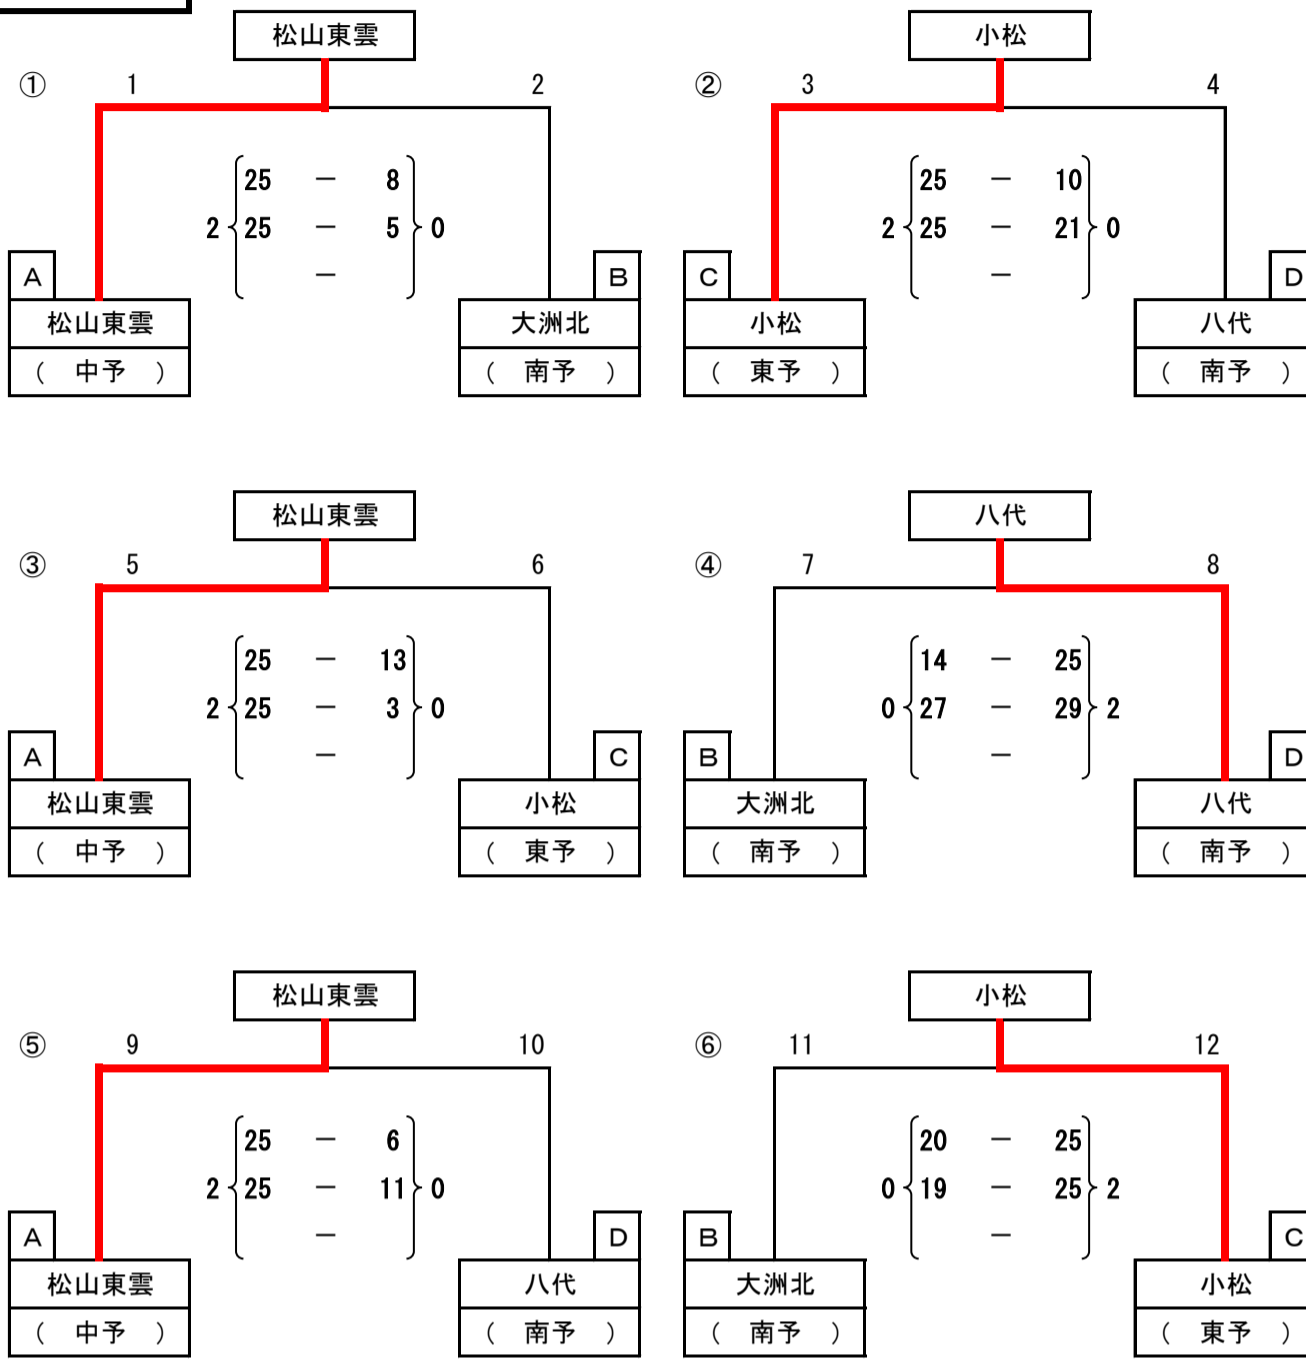 松山東雲 小松
① 1 2 ② 3 4
25 － 8 25 － 10
2 25 － 5 0 2 25 － 21 0
－ －
A B C D
松山東雲 大洲北 小松 八代
（ 中予 ） （ 南予 ） （ 東予 ） （ 南予 ）
松山東雲 八代
③ 5 6 ④ 7 8
25 － 13 14 － 25
2 25 － 3 0 0 27 － 29 2
－ －
A C B D
松山東雲 小松 大洲北 八代
（ 中予 ） （ 東予 ） （ 南予 ） （ 南予 ）
松山東雲 小松
⑤ 9 10 ⑥ 11 12
25 － 6 20 － 25
2 25 － 11 0 0 19 － 25 2
－ －
A D B C
松山東雲 八代 大洲北 小松
（ 中予 ） （ 南予 ） （ 南予 ） （ 東予 ）